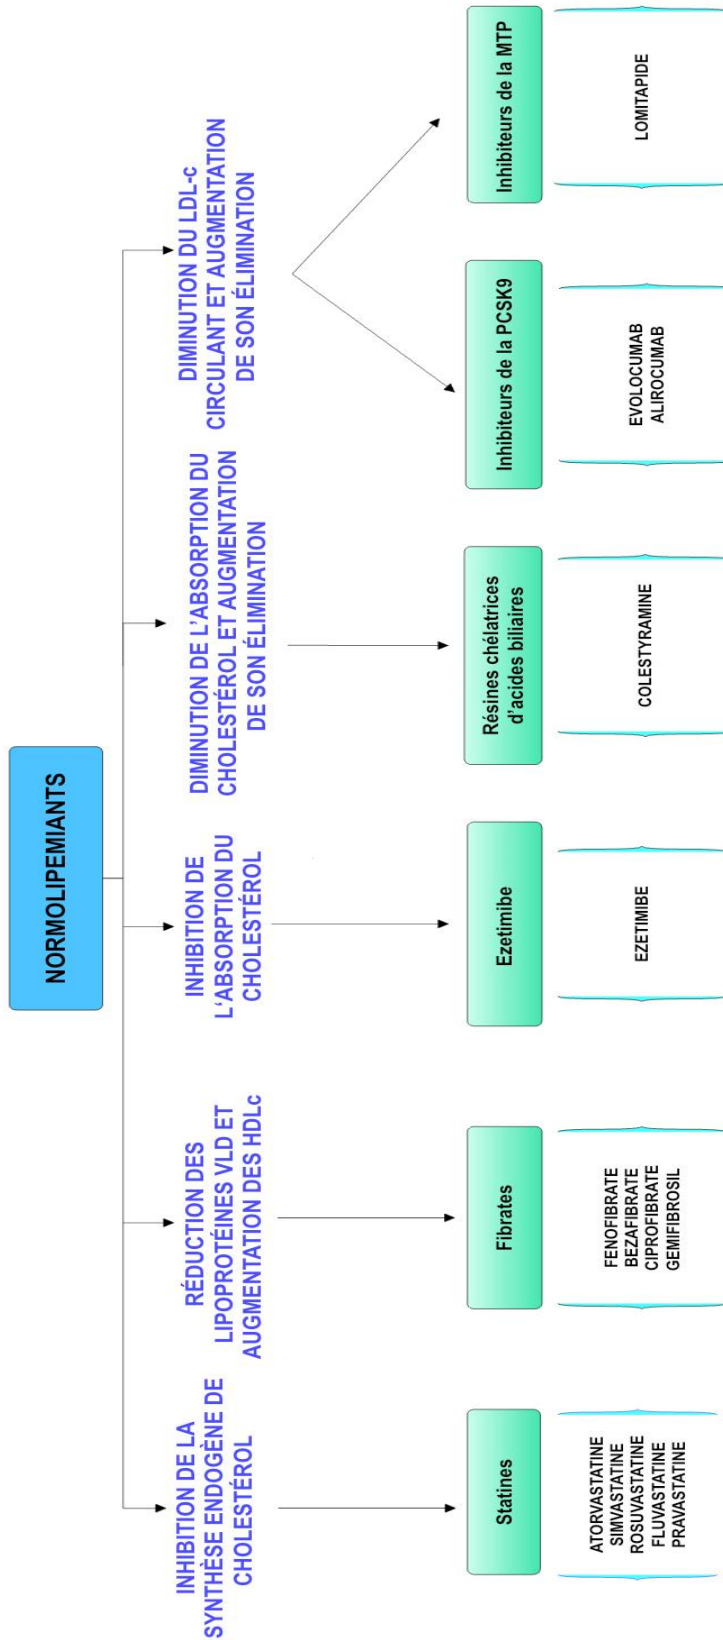 NORMOLIPEMIANTS
INHIBITION DE LA
SYNTHÈSE ENDOGÈNE DE
CHOLESTÉROL
RÉDUCTION DES
LIPOPROTÉINES VLD ET
AUGMENTATION DES HDLc
INHIBITION DE
L'ABSORPTION DU
CHOLESTÉROL
DIMINUTION DE L'ABSORPTION DU
CHOLESTÉROL ET AUGMENTATION
DE SON ÉLIMINATION
DIMINUTION DU LDL-c
CIRCULANT ET AUGMENTATION
DE SON ÉLIMINATION
Statines
Fibrates
Ezetimibe
Résines chélatrices
d'acides biliaires
Inhibiteurs de la PCSK9
Inhibiteurs de la MTP
ATORVASTATINE
SIMVASTATINE
ROSUVASTATINE
FLUVASTATINE
PRAVASTATINE
FENOFIBRATE
BEZAFIBRATE
CIPROFIBRATE
GEMIFIBROSIL
EZETIMIBE
COLESTYRAMINE
EVOLOCUMAB
ALIROCUMAB
LOMITAPIDE